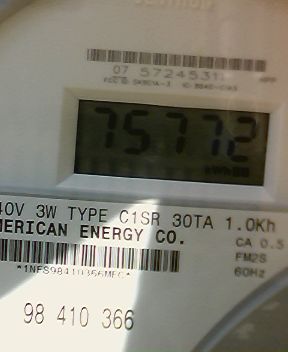 07 5724531
75772
kWh
40V 3W TYPE C1SR 30TA 1.0Kh
MERICAN ENERGY CO.
CA 0.5
FM2S
60Hz
98 410 366